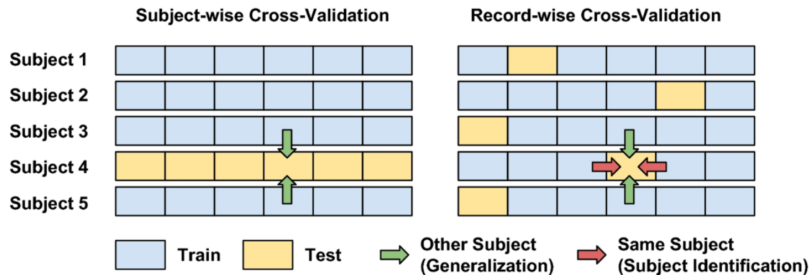 Subject-wise Cross-Validation
Record-wise Cross-Validation
Subject 1
Subject 2
Subject 3
Subject 4
Subject 5
Train
Test
Other Subject
(Generalization)
Same Subject
(Subject Identification)